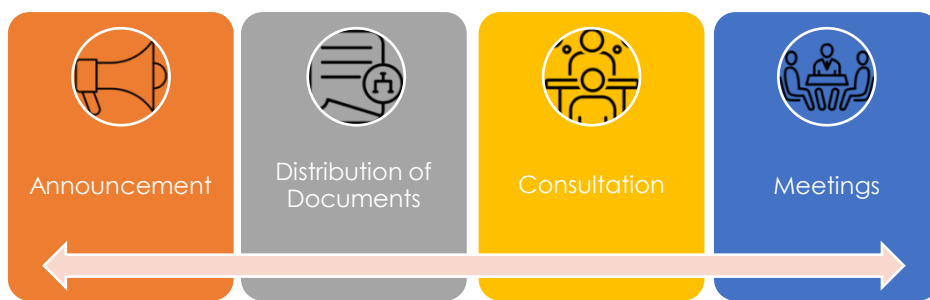 Announcement
Distribution of
Documents
Consultation
Meetings